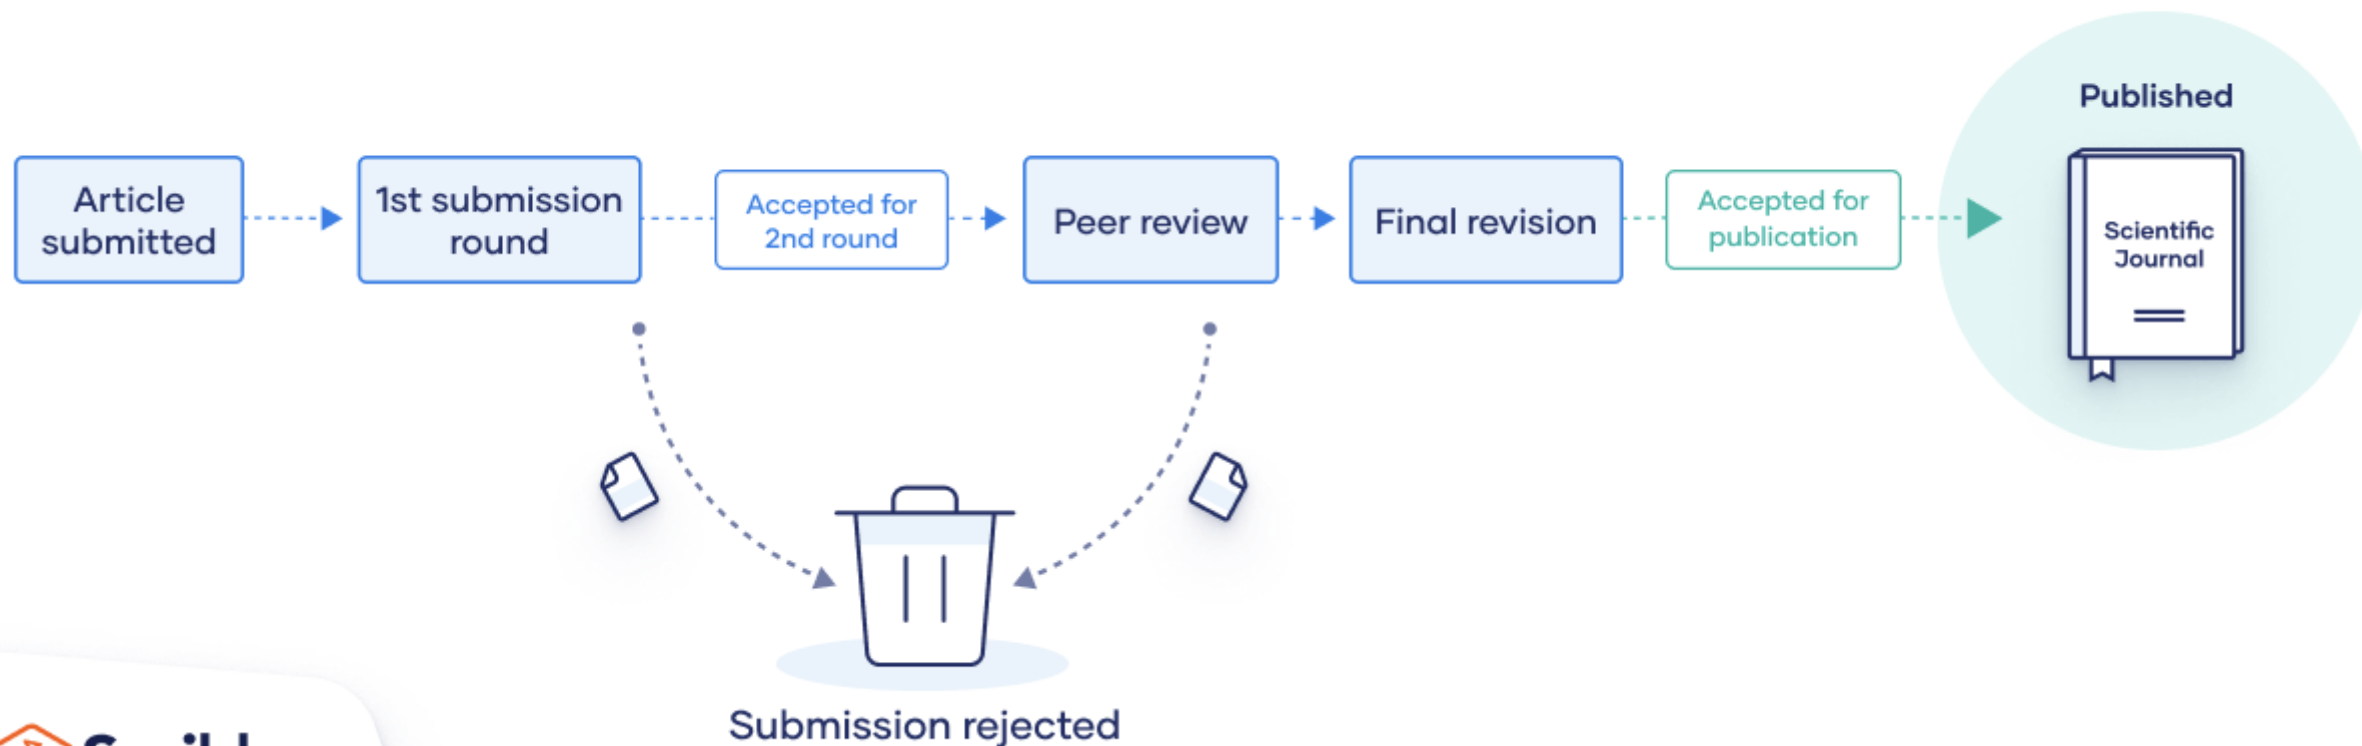 Published
Article
submitted
1st submission
round
Accepted for
2nd round
Peer review
Final revision
Accepted for
publication
Scientific
Journal
Submission rejected